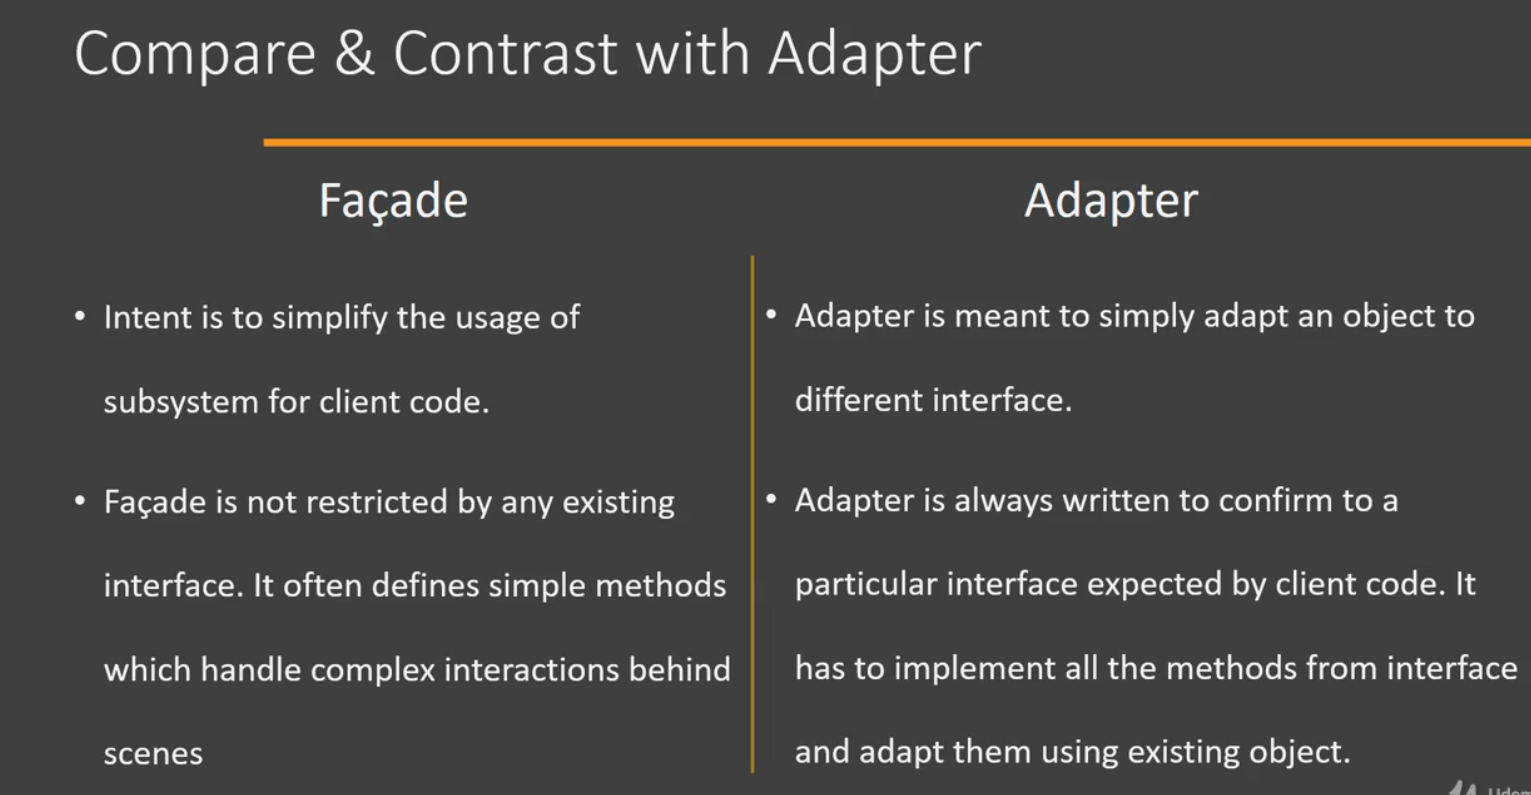 Compare & Contrast with Adapter
Façade
• Intent is to simplify the usage of
subsystem for client code.
• Façade is not restricted by any existing
interface. It often defines simple methods
which handle complex interactions behind
scenes
Adapter
• Adapter is meant to simply adapt an object to
different interface.
• Adapter is always written to confirm to a
particular interface expected by client code. It
has to implement all the methods from interface
and adapt them using existing object.